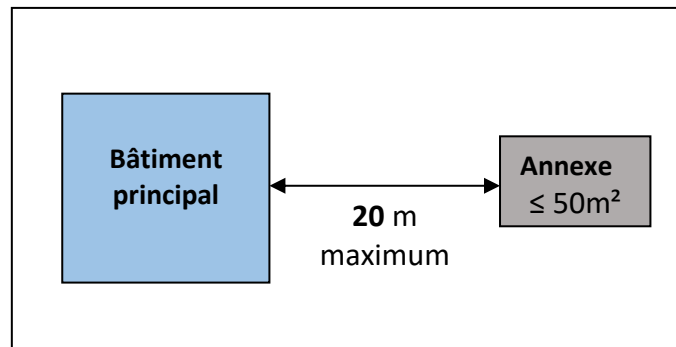 Bâtiment
principal
20 m
maximum
Annexe
≤ 50m²